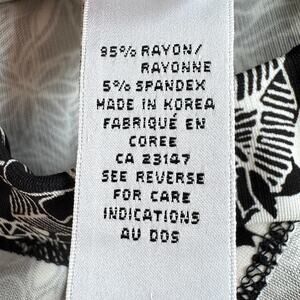 95% RAYON/
RAYONNE
5% SPANDEX
MADE IN KOREA
FABRIQUÉ EN
COREE
CA 23147
SEE REVERSE
FOR CARE
INDICATIONS
AU DOS